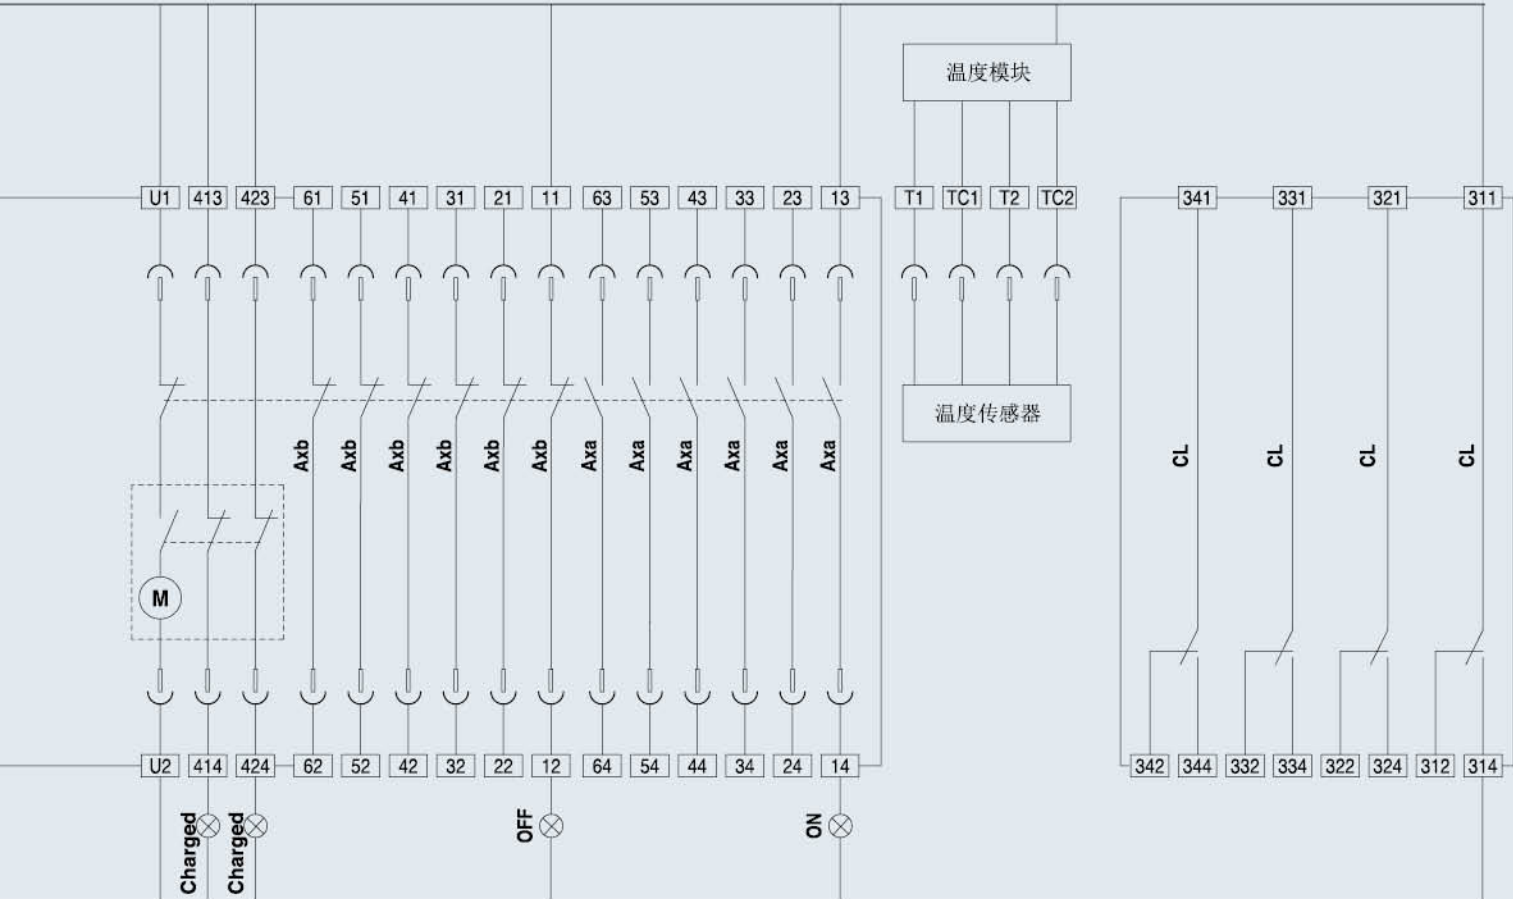 温度模块
U1 413 423 61 51 41 31 21 11 63 53 43 33 23 13 T1 TC1 T2 TC2 341 331 321 311
温度传感器
Axb Axb Axb Axb Axb Axb Axa Axa Axa Axa Axa Axa CL CL CL CL
M
U2 414 424 62 52 42 32 22 12 64 54 44 34 24 14 342 344 332 334 322 324 312 314
Charged Charged OFF ON